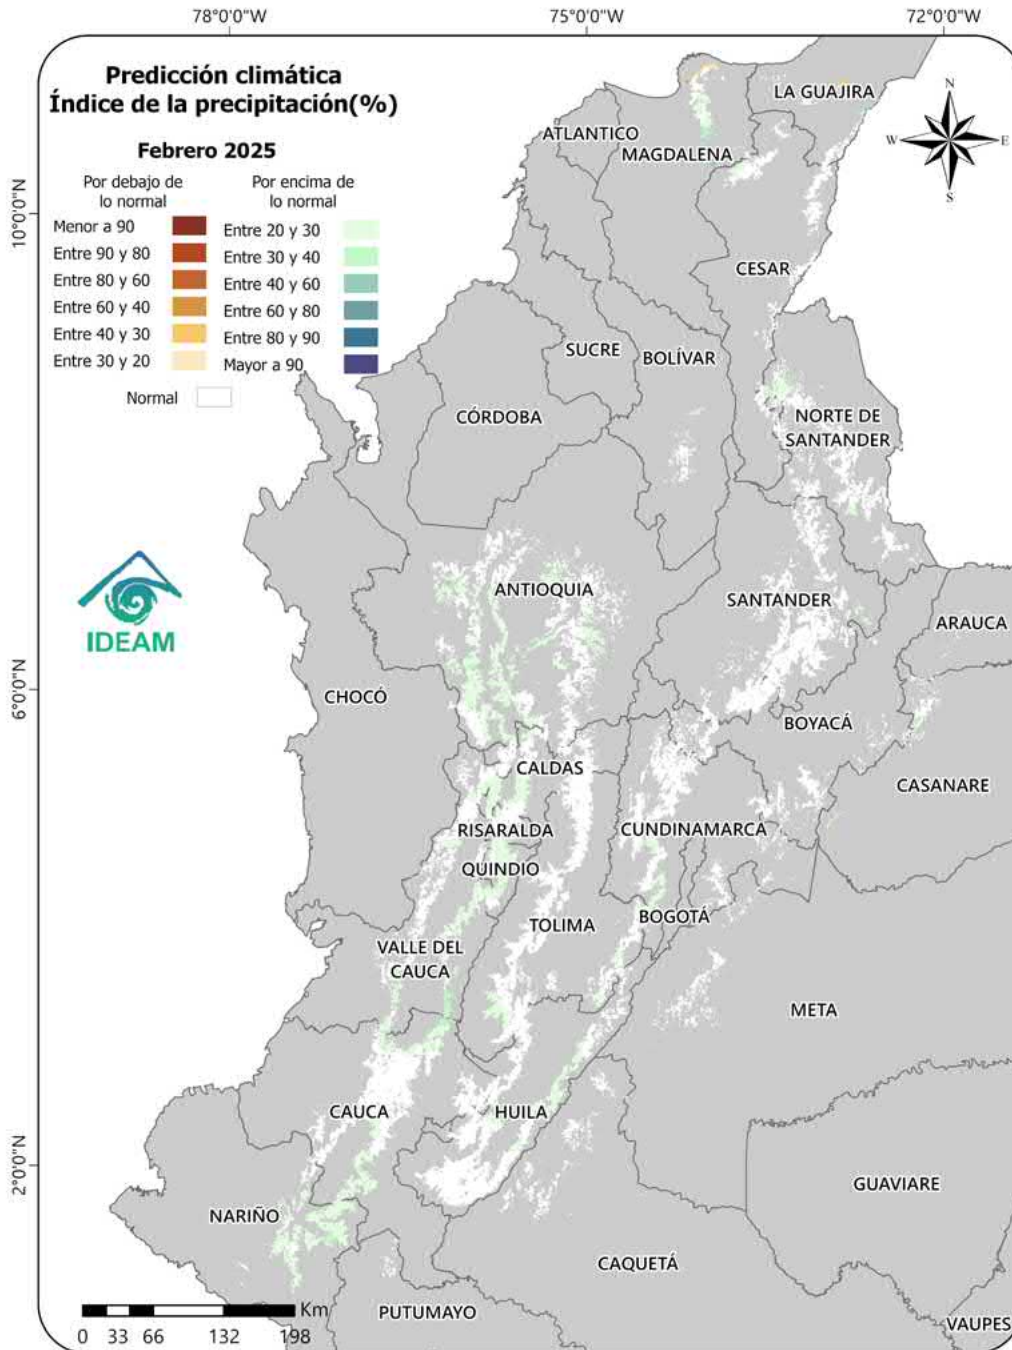 78°0'0"W
75°0'0"W
72°0'0"W
Predicción climática
Índice de la precipitación(%)
Febrero 2025
Por debajo de
lo normal
Menor a 90
Entre 90 y 80
Entre 80 y 60
Entre 60 y 40
Entre 40 y 30
Entre 30 y 20
Por encima de
lo normal
Entre 20 y 30
Entre 30 y 40
Entre 40 y 60
Entre 60 y 80
Entre 80 y 90
Mayor a 90
Normal
N
W
E
S
10°0'0"N
6°0'0"N
2°0'0"N
IDEAM
LA GUAJIRA
ATLANTICO
MAGDALENA
CESAR
SUCRE
BOLÍVAR
CÓRDOBA
NORTE DE
SANTANDER
ANTIOQUIA
SANTANDER
ARAUCA
CHOCÓ
BOYACÁ
CALDAS
CASANARE
RISARALDA
CUNDINAMARCA
QUINDIO
TOLIMA
BOGOTÁ
VALLE DEL
CAUCA
META
CAUCA
HUILA
GUAVIARE
NARIÑO
CAQUETÁ
PUTUMAYO
VAUPES
Km
0 33 66 132 198